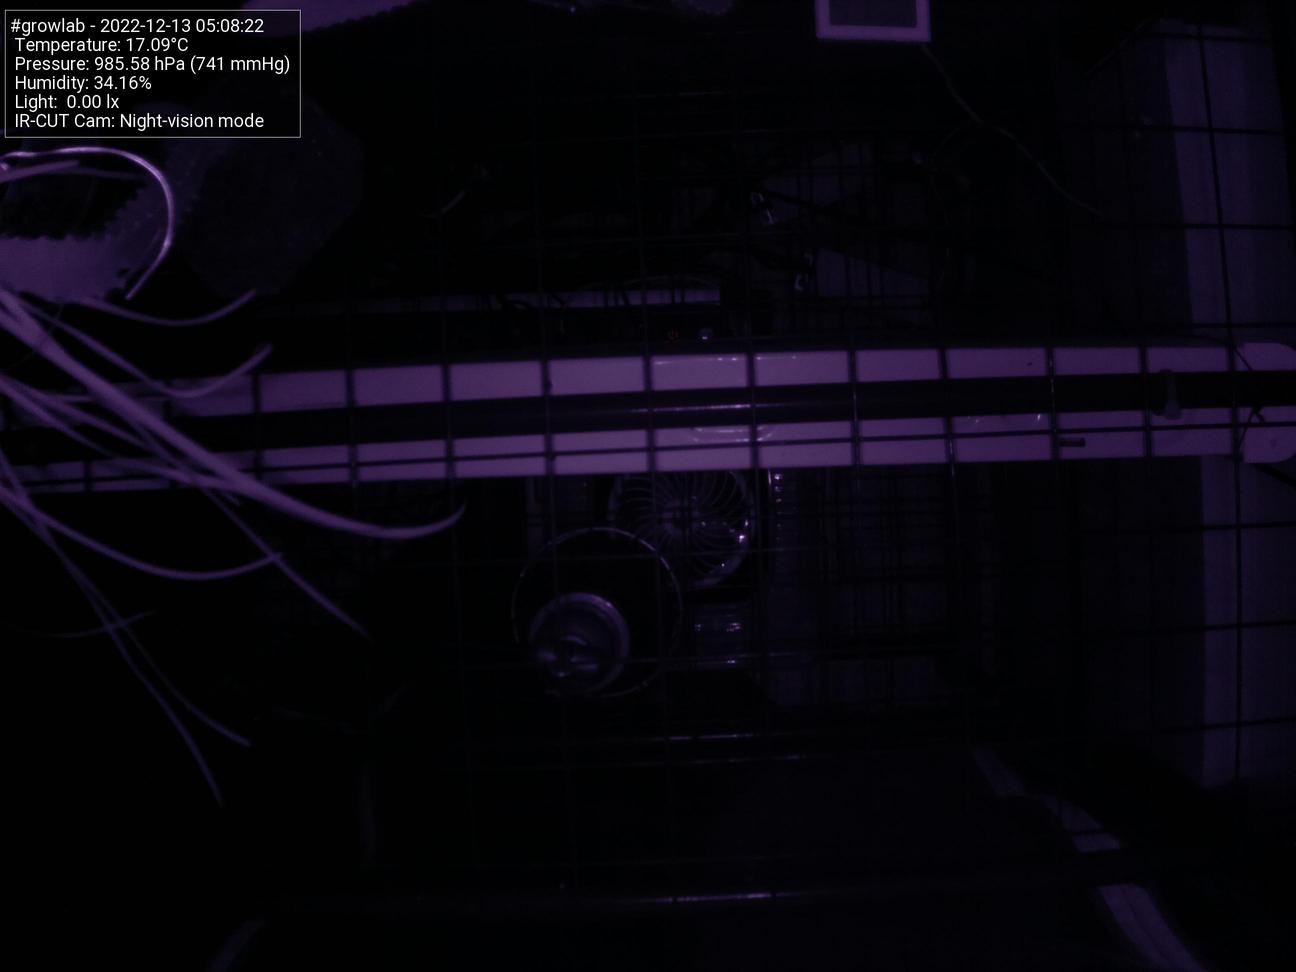 #growlab - 2022-12-13 05:08:22
Temperature: 17.09°C
Pressure: 985.58 hPa (741 mmHg)
Humidity: 34.16%
Light: 0.00 lx
IR-CUT Cam: Night-vision mode